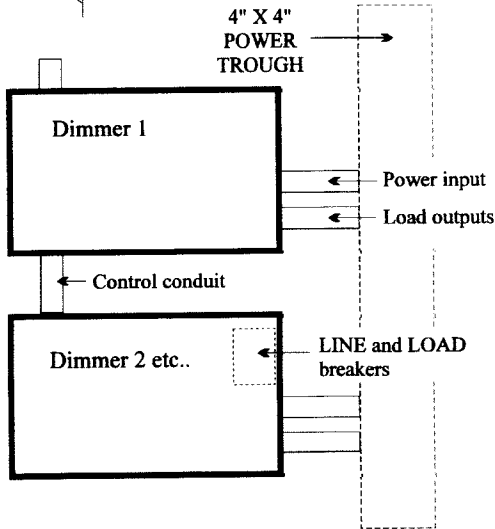 4" X 4"
POWER
TROUGH
Dimmer 1
Power input
Load outputs
Control conduit
Dimmer 2 etc..
LINE and LOAD
breakers